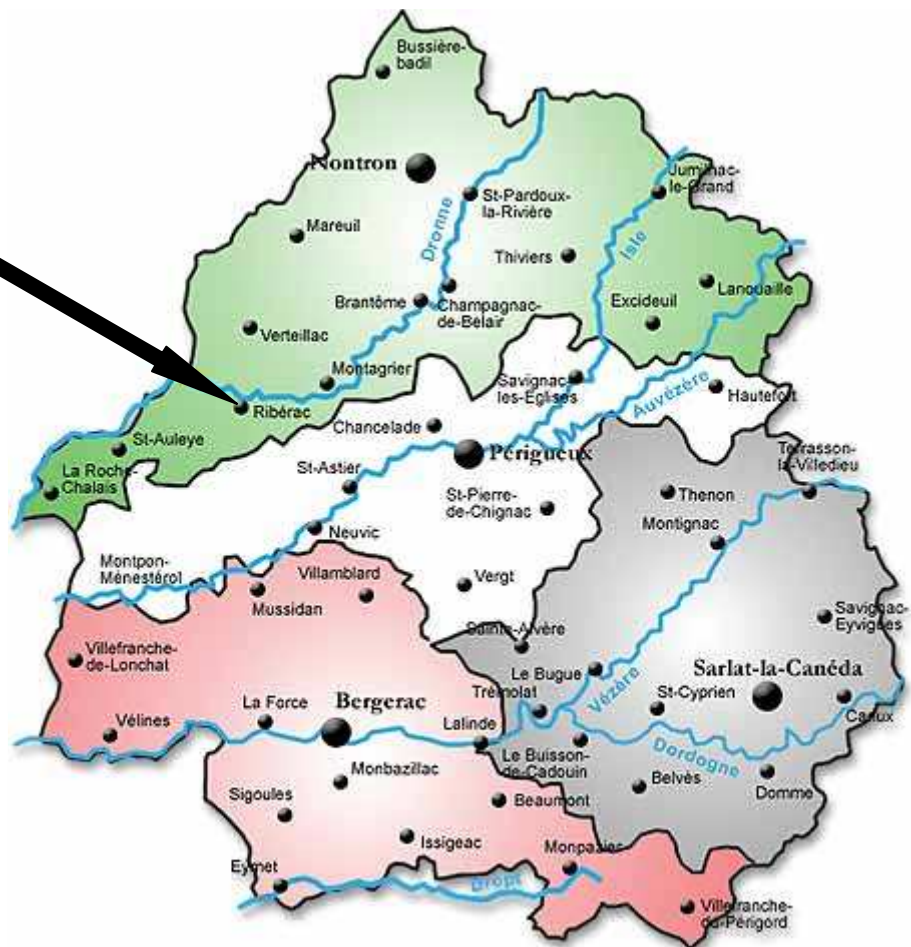 Bussière-
badil
Nontron
Jumilhac-
le-Grand
St-Pardoux-
la-Rivière
Mareuil
Dronne
Isle
Thiviers
Lanouaille
Brantôme
Champagnac-
de-Belair
Excideuil
Verteillac
Montagrier
Savignac-
les-Eglises
Auvézère
Hautefort
Ribérac
Chancelade
St-Auleye
Périgueux
Terrasson-
la-Villedieu
La Roche-
Chalais
St-Astier
St-Pierre-
de-Chignac
Thenon
Montignac
Neuvic
Montpon-
Ménestérol
Villamblard
Vergt
Mussidan
Savignac-
Eyvigues
Sainte-Alvère
Villefranche-
de-Lonchat
Le Bugue
Vézère
Sarlat-la-Canéda
Trémolat
St-Cyprien
La Force
Bergerac
Carlux
Vélines
Lalinde
Dordogne
Le Buisson-
de-Cadouin
Monbazillac
Belvès
Domme
Sigoules
Beaumont
Issigeac
Monpazier
Eymet
Dropt
Villefranche-
du-Périgord